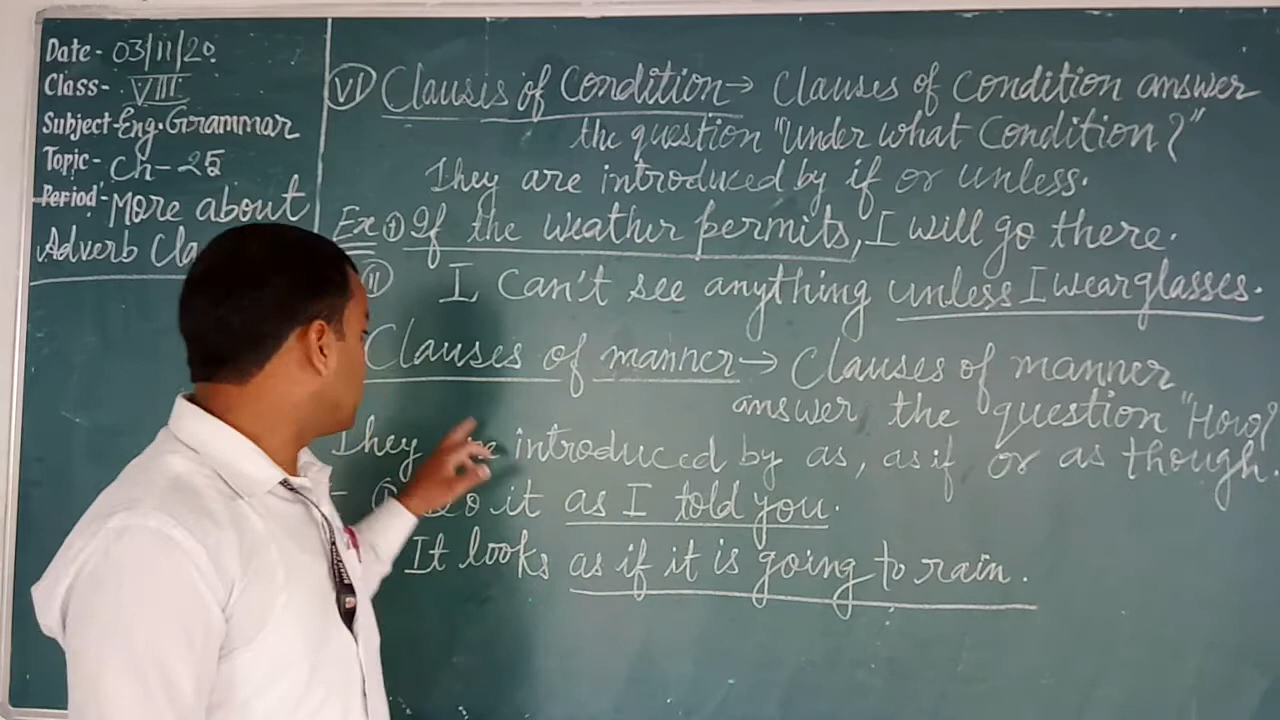 Date- 03/11/20
Class- VIII
Subject- Eng. Grammar
Topic- Ch-25
Period- More about
Adverb
VI Clauses of Condition → Clauses of Condition answer
the question "Under what Condition?"
They are introduced by if or unless.
Ex (i) If the weather permits, I will go there.
(ii) I can't see anything unless I wear glasses.
Clauses of manner → Clauses of manner
answer the question "How?
They introduced by as, as if or as though.
it as I told you.
It looks as if it is going to rain.